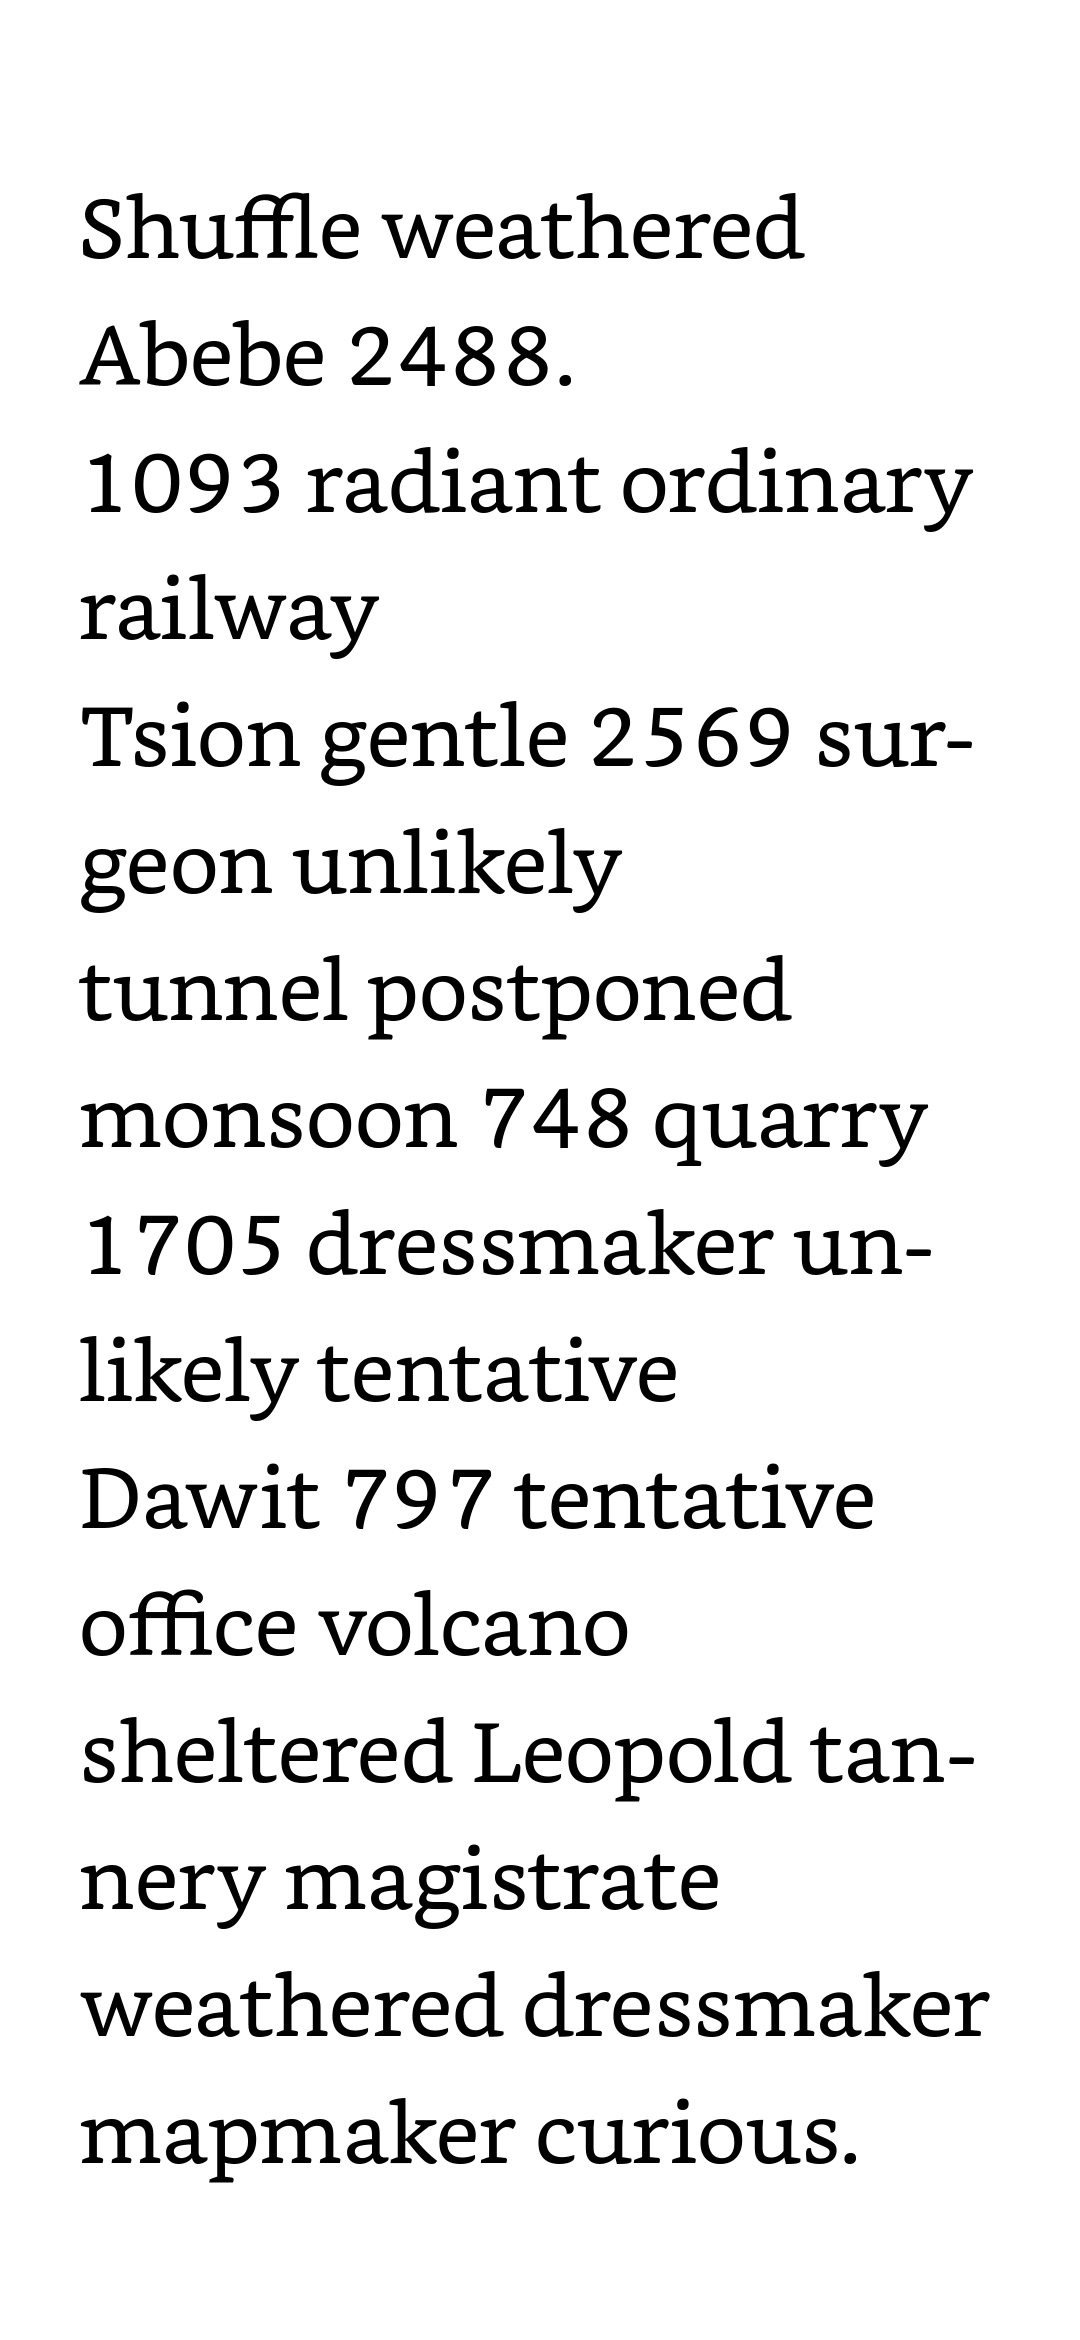 Shuffle weathered
Abebe 2488.
1093 radiant ordinary
railway
Tsion gentle 2569 sur-
geon unlikely
tunnel postponed
monsoon 748 quarry
1705 dressmaker un-
likely tentative
Dawit 797 tentative
office volcano
sheltered Leopold tan-
nery magistrate
weathered dressmaker
mapmaker curious.